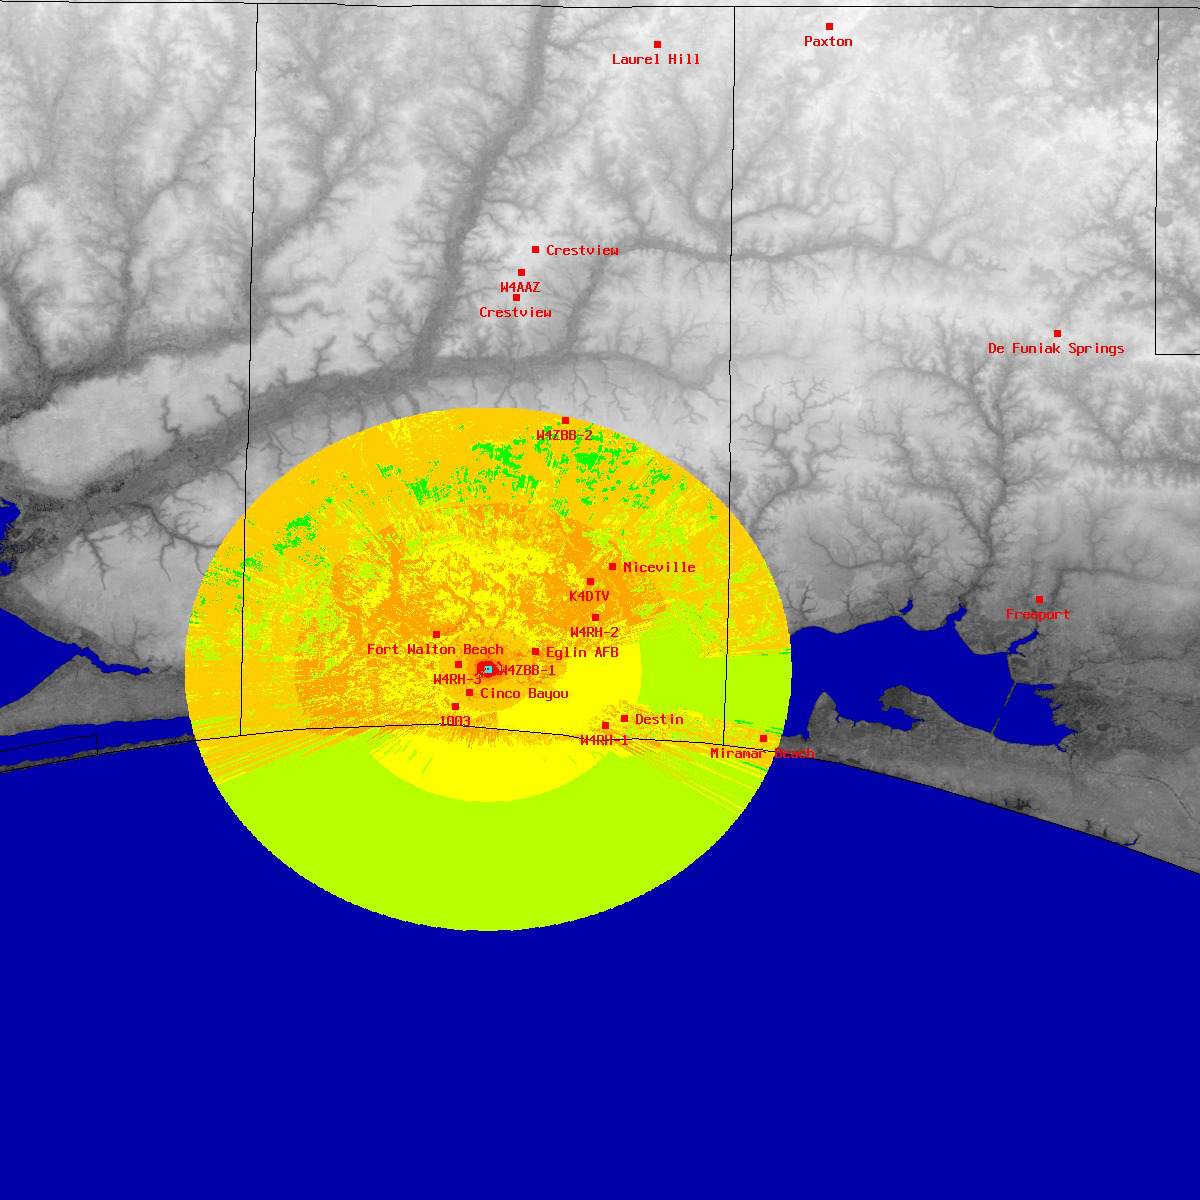 Paxton
Laurel Hill
Crestview
W4AAZ
Crestview
De Funiak Springs
W4ZBB-2
Niceville
K4DTV
Freeport
W4RH-2
Fort Walton Beach
Eglin AFB
W4ZBB-1
W4RH-3
Cinco Bayou
1003
Destin
W4RH-1
Miramar Beach